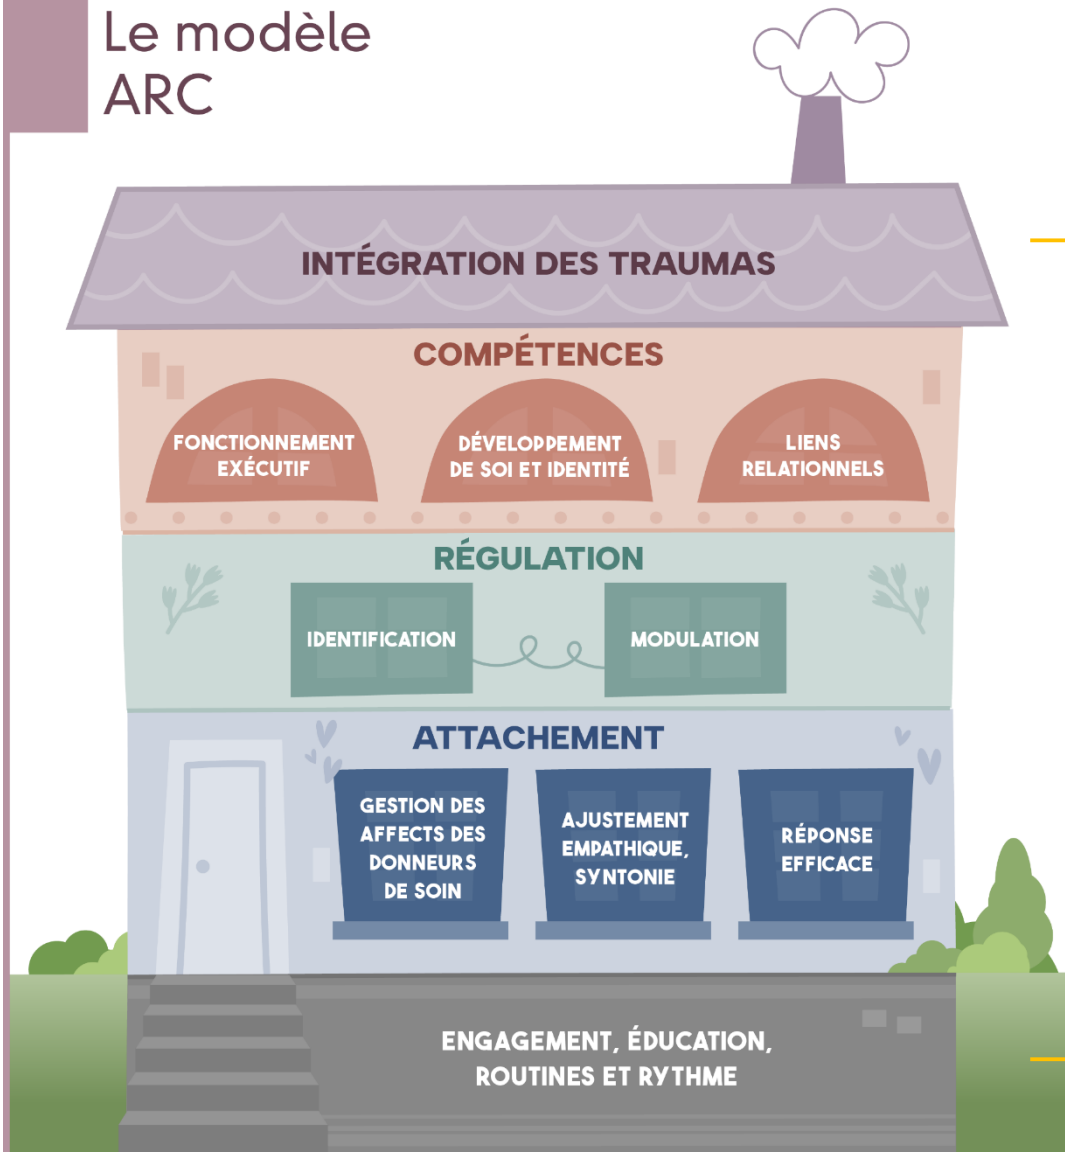 Le modèle
ARC
INTÉGRATION DES TRAUMAS
COMPÉTENCES
FONCTIONNEMENT
EXÉCUTIF
DÉVELOPPEMENT
DE SOI ET IDENTITÉ
LIENS
RELATIONNELS
RÉGULATION
IDENTIFICATION
MODULATION
ATTACHEMENT
GESTION DES
AFFECTS DES
DONNEURS
DE SOIN
AJUSTEMENT
EMPATHIQUE,
SYNTONIE
RÉPONSE
EFFICACE
ENGAGEMENT, ÉDUCATION,
ROUTINES ET RYTHME